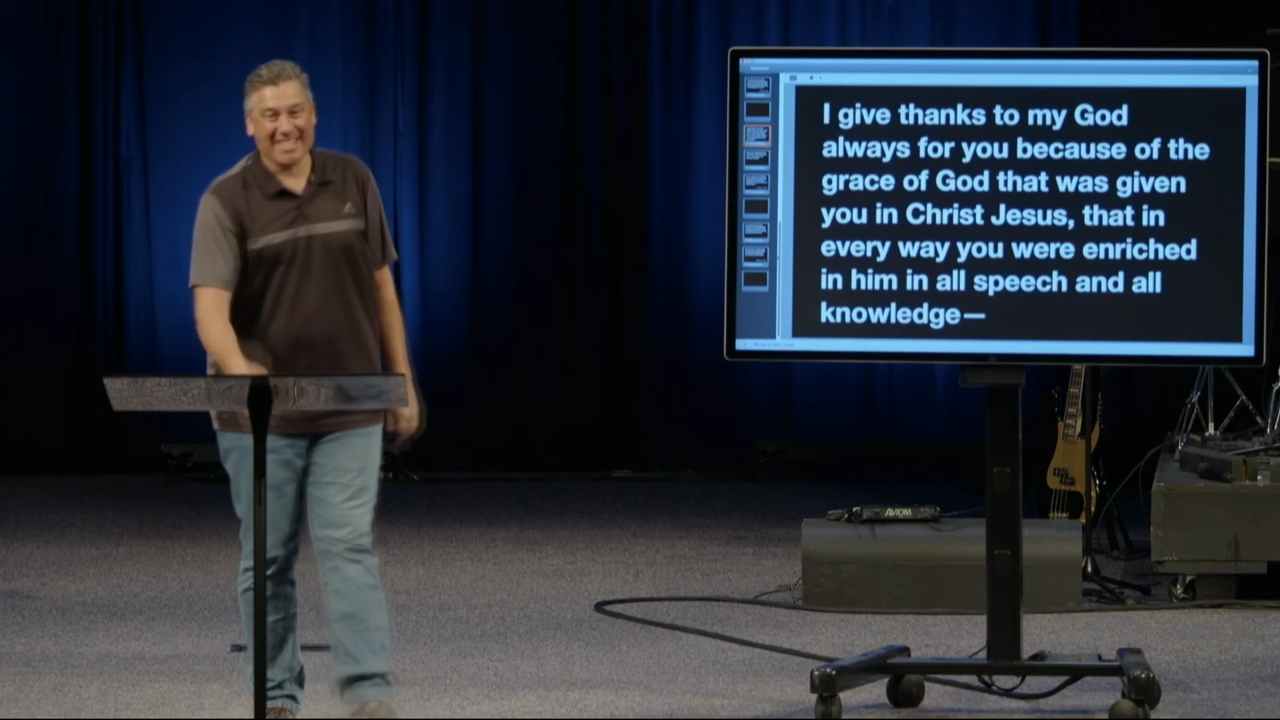 I give thanks to my God
always for you because of the
grace of God that was given
you in Christ Jesus, that in
every way you were enriched
in him in all speech and all
knowledge—
AVIOM